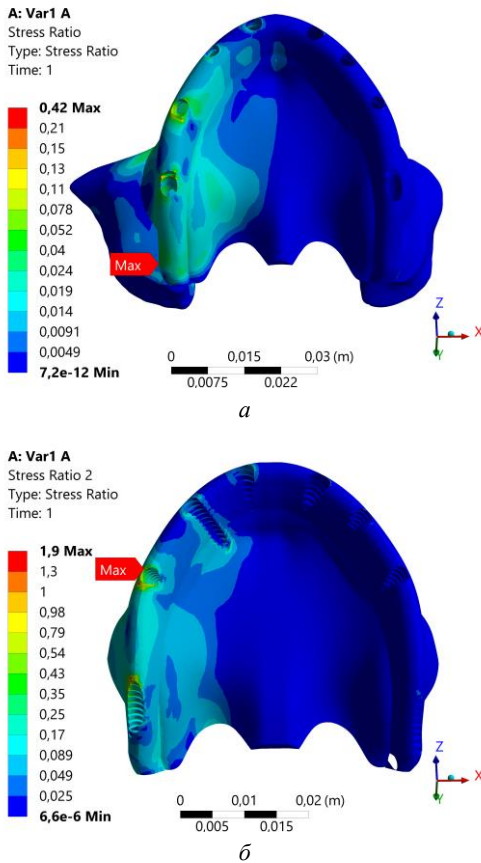 A: Var1 A
Stress Ratio
Type: Stress Ratio
Time: 1
0,42 Max
0,21
0,15
0,13
0,11
0,078
0,052
0,04
0,024
0,019
0,014
0,0091
0,0049
7,2e-12 Min
Max
Z
X
Y
0 0,015 0,03 (m)
0,0075 0,022
а
A: Var1 A
Stress Ratio 2
Type: Stress Ratio
Time: 1
1,9 Max
1,3
1
0,98
0,79
0,54
0,43
0,35
0,25
0,17
0,089
0,049
0,025
6,6e-6 Min
Max
Z
X
Y
0 0,01 0,02 (m)
0,005 0,015
б